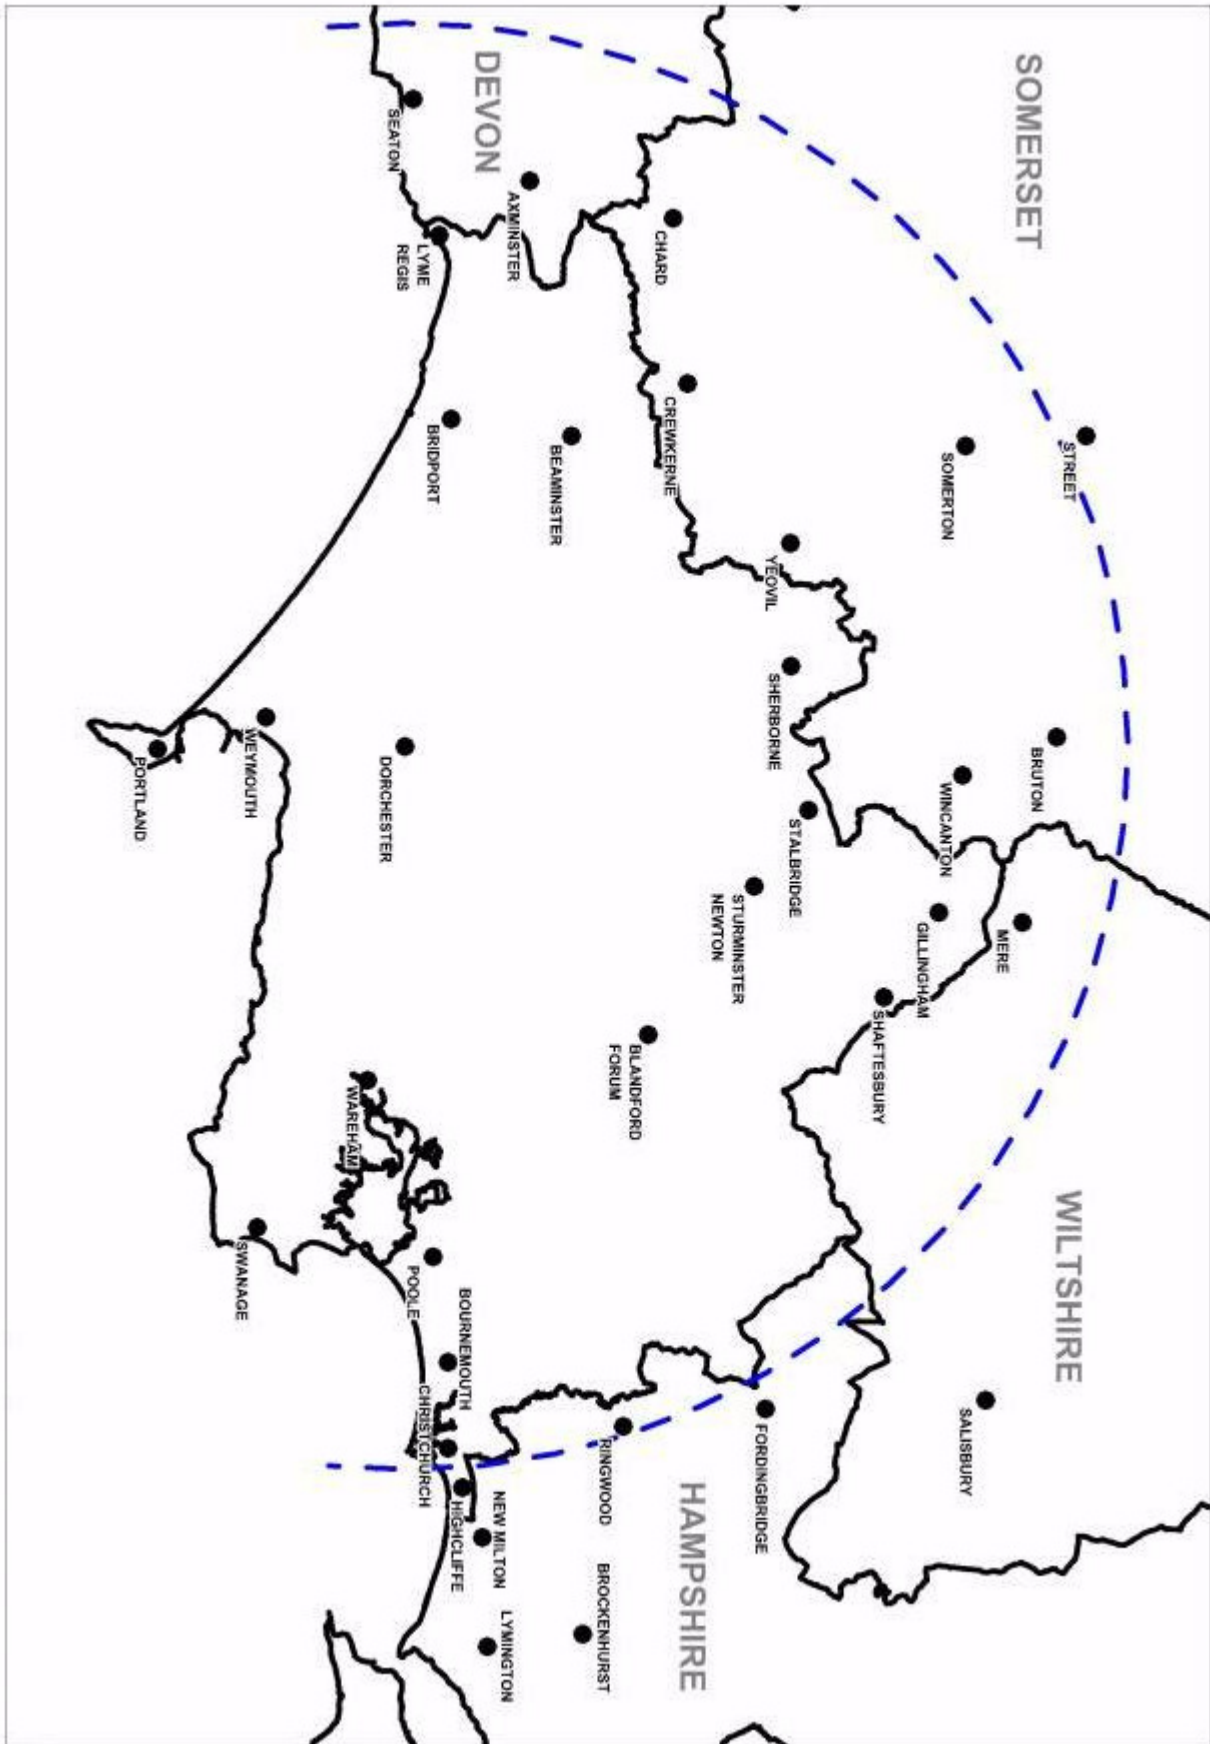 SOMERSET
STREET
BRUTON
SOMERTON
WINCANTON
MERE
GILLINGHAM
WILTSHIRE
SALISBURY
YEOVIL
SHERBORNE
STALBRIDGE
SHAFTESBURY
STURMINSTER
NEWTON
FORDINGBRIDGE
CHARD
CREWKERNE
BLANDFORD
FORUM
HAMPSHIRE
RINGWOOD
BEAMINSTER
BROCKENHURST
DEVON
AXMINSTER
SEATON
LYME
REGIS
BRIDPORT
DORCHESTER
WAREHAM
POOLE
BOURNEMOUTH
CHRISTCHURCH
HIGHCLIFFE
NEW MILTON
LYMINGTON
WEYMOUTH
SWANAGE
PORTLAND